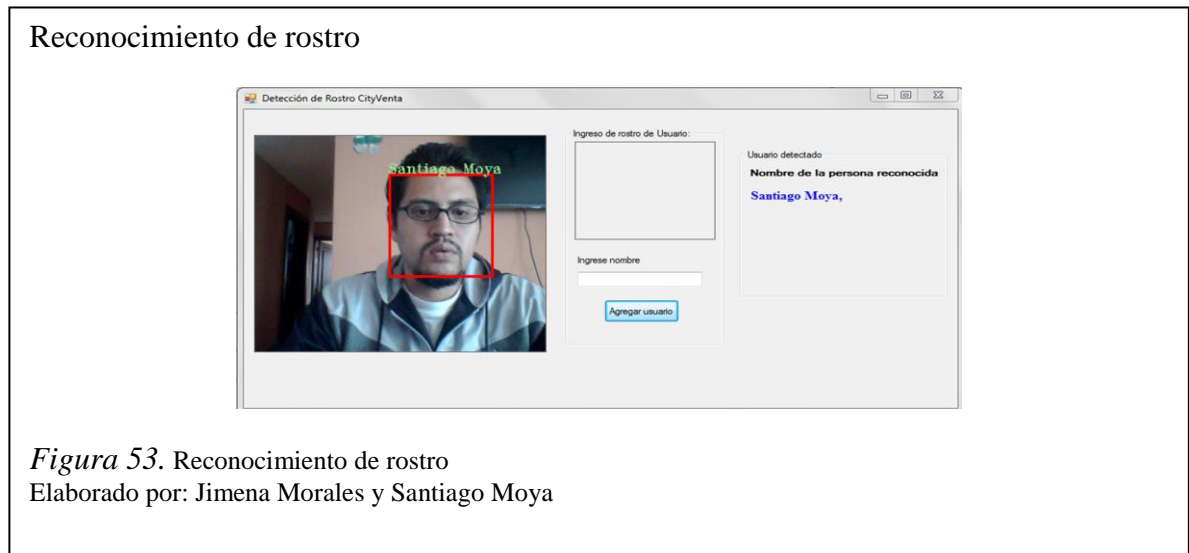 Reconocimiento de rostro
Detección de Rostro CityVenta
Santiago Moya
Ingreso de rostro de Usuario:
Ingrese nombre
Agregar usuario
Usuario detectado
Nombre de la persona reconocida
Santiago Moya,
Figura 53. Reconocimiento de rostro
Elaborado por: Jimena Morales y Santiago Moya